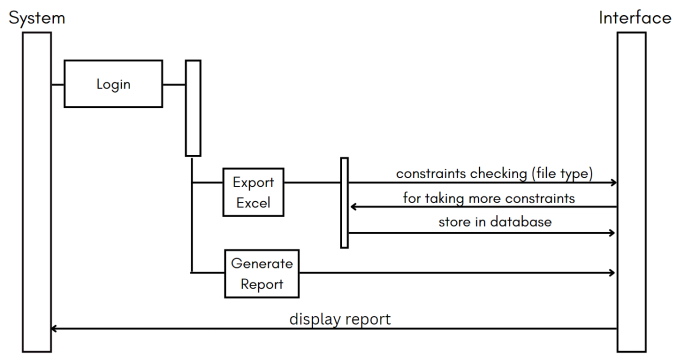 System
Interface
Login
constraints checking (file type)
Export
Excel
for taking more constraints
store in database
Generate
Report
display report